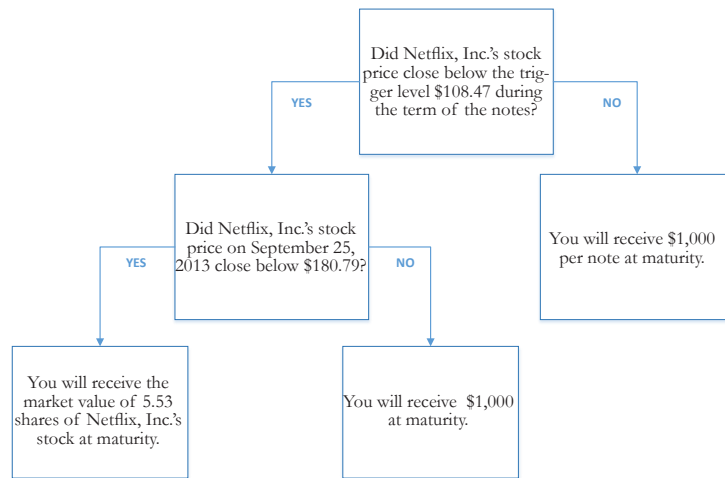 Did Netflix, Inc.'s stock
price close below the trig-
ger level $108.47 during
the term of the notes?
YES
NO
Did Netflix, Inc.'s stock
price on September 25,
2013 close below $180.79?
You will receive $1,000
per note at maturity.
YES
NO
You will receive the
market value of 5.53
shares of Netflix, Inc.'s
stock at maturity.
You will receive $1,000
at maturity.